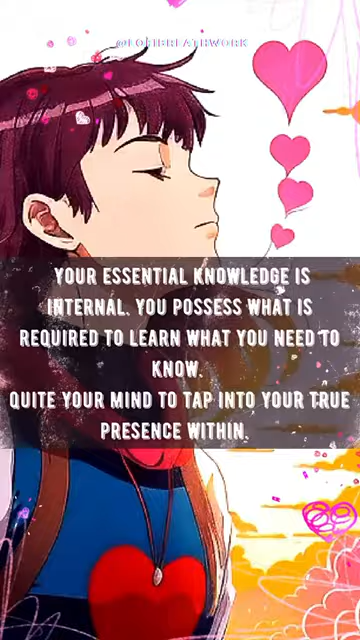 @LORIBREATHWORK
YOUR ESSENTIAL KNOWLEDGE IS
INTERNAL. YOU POSSESS WHAT IS
REQUIRED TO LEARN WHAT YOU NEED TO
KNOW.
QUITE YOUR MIND TO TAP INTO YOUR TRUE
PRESENCE WITHIN.